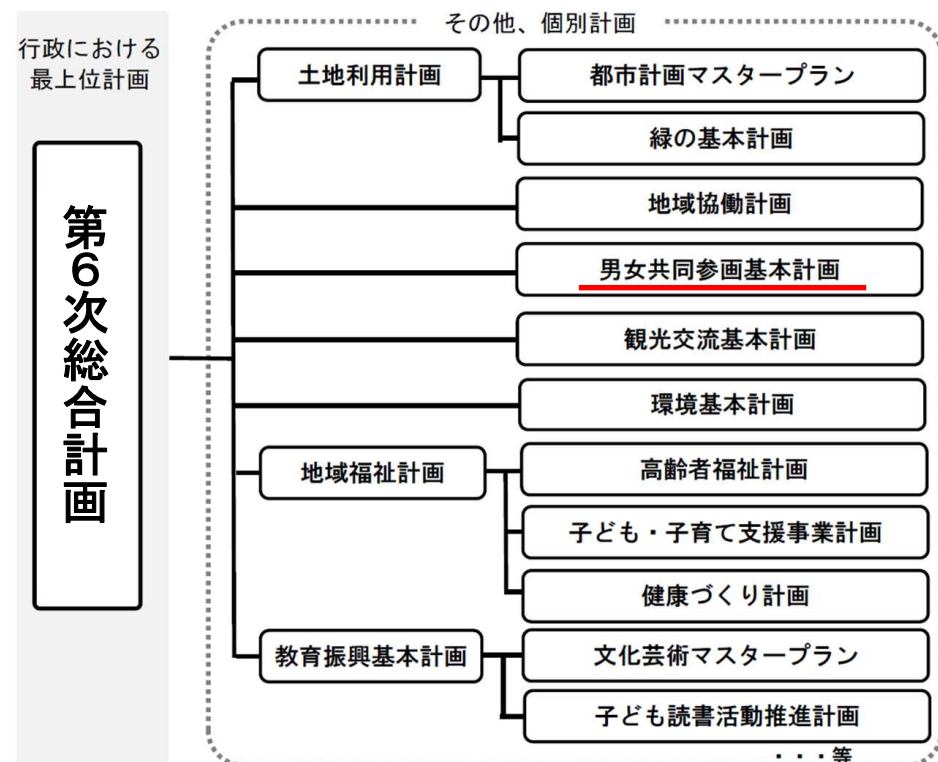 その他、個別計画
行政における
最上位計画
第6次総合計画
土地利用計画
都市計画マスタープラン
緑の基本計画
地域協働計画
男女共同参画基本計画
観光交流基本計画
環境基本計画
地域福祉計画
高齢者福祉計画
子ども・子育て支援事業計画
健康づくり計画
教育振興基本計画
文化芸術マスタープラン
子ども読書活動推進計画
・・・等